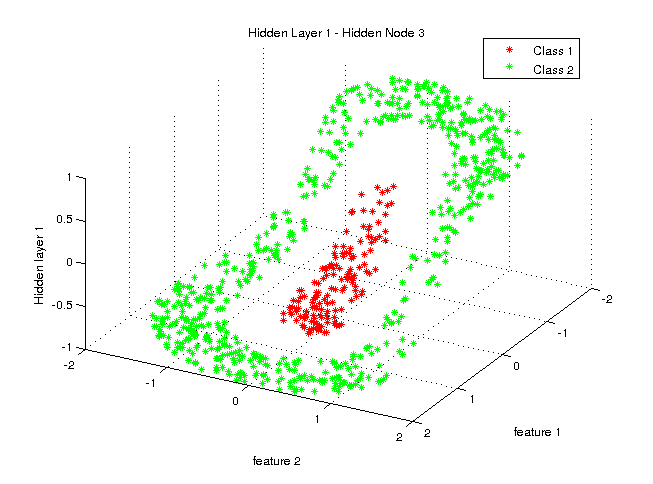 Hidden Layer 1 - Hidden Node 3
Class 1
Class 2
1
0.5
0
-0.5
-1
Hidden layer 1
-2
-1
0
1
2
feature 2
-2
-1
0
1
2
feature 1